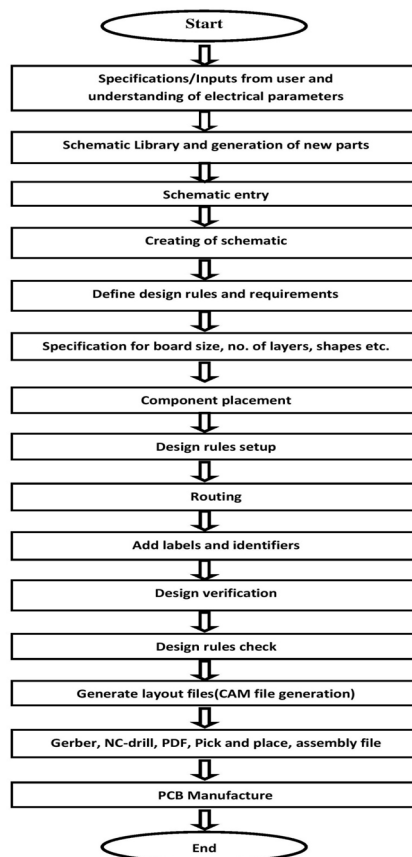 Start
Specifications/Inputs from user and
understanding of electrical parameters
Schematic Library and generation of new parts
Schematic entry
Creating of schematic
Define design rules and requirements
Specification for board size, no. of layers, shapes etc.
Component placement
Design rules setup
Routing
Add labels and identifiers
Design verification
Design rules check
Generate layout files(CAM file generation)
Gerber, NC-drill, PDF, Pick and place, assembly file
PCB Manufacture
End